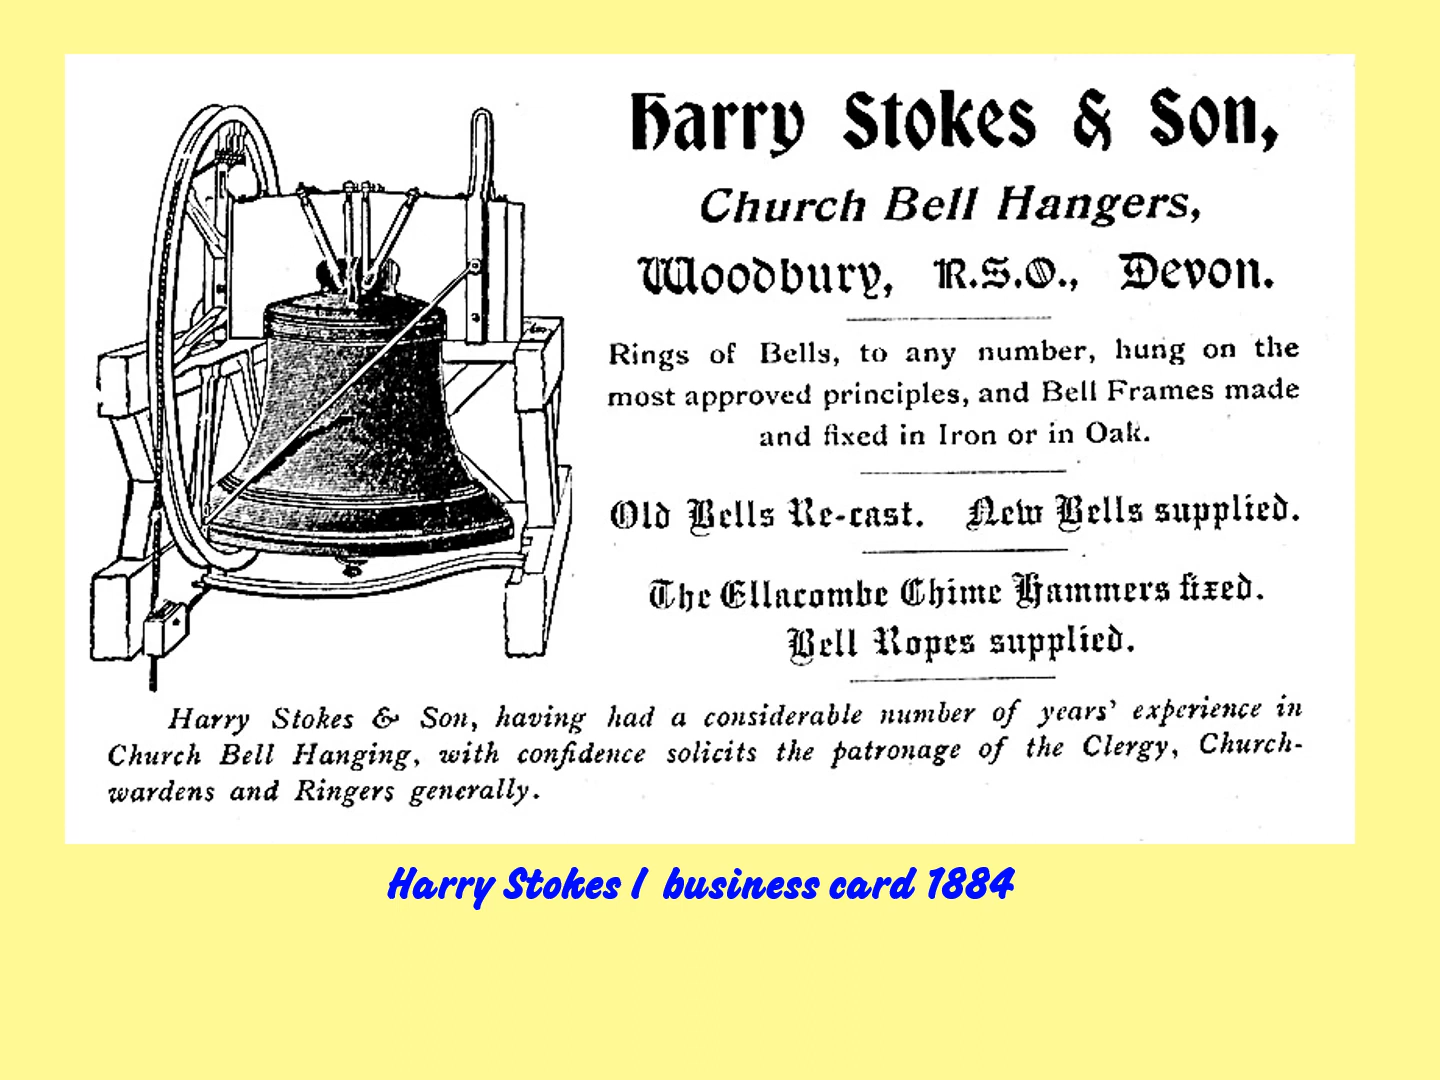 Harry Stokes & Son,
Church Bell Hangers,
Woodbury, R.S.O., Devon.
Rings of Bells, to any number, hung on the
most approved principles, and Bell Frames made
and fixed in Iron or in Oak.
Old Bells Re-cast. New Bells supplied.
The Ellacombe Chime Hammers fixed.
Bell Ropes supplied.
Harry Stokes & Son, having had a considerable number of years' experience in
Church Bell Hanging, with confidence solicits the patronage of the Clergy, Church-
wardens and Ringers generally.
Harry Stokes I business card 1884